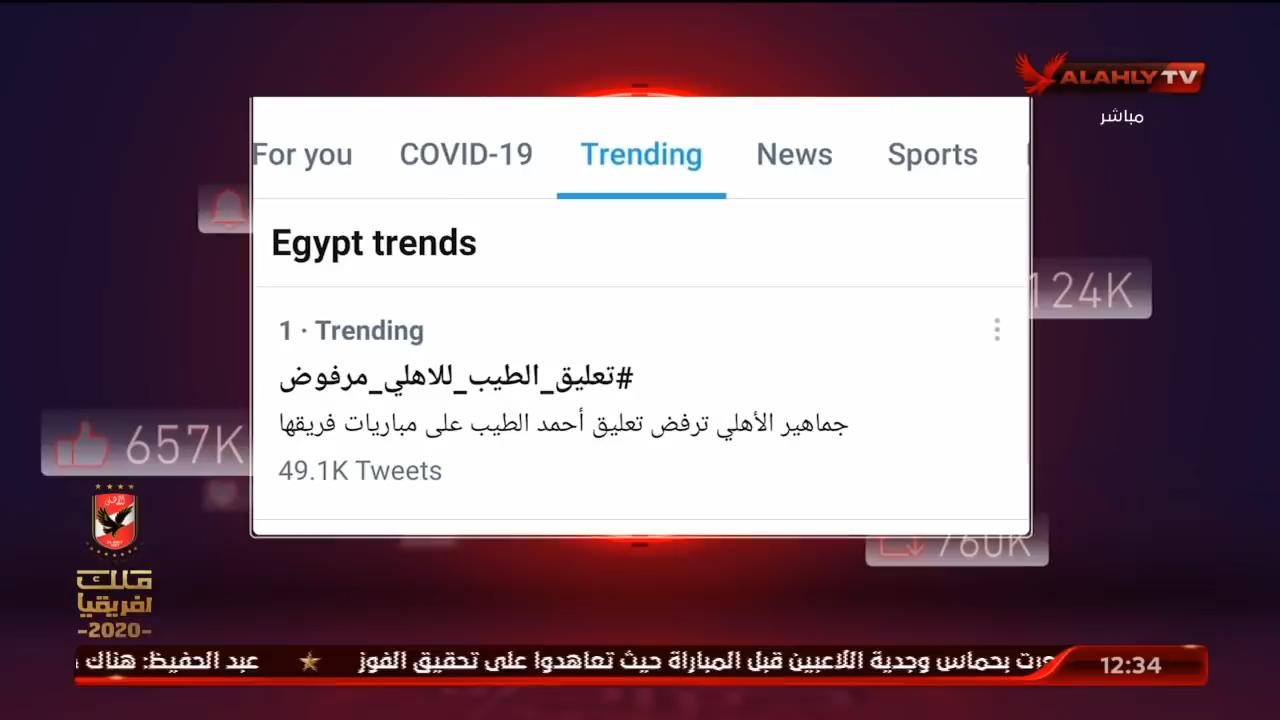 ALAHLY TV
مباشر
For you COVID-19 Trending News Sports
Egypt trends
124K
1 · Trending
#تعليق_الطيب_للاهلي_مرفوض
جماهير الأهلي ترفض تعليق أحمد الطيب على مباريات فريقها
657K
49.1K Tweets
760K
ملك
افريقيا
-2020-
بحماس وجدية اللاعبين قبل المباراة حيث تعاهدوا على تحقيق الفوز ★ عبد الحفيظ: هناك
12:34